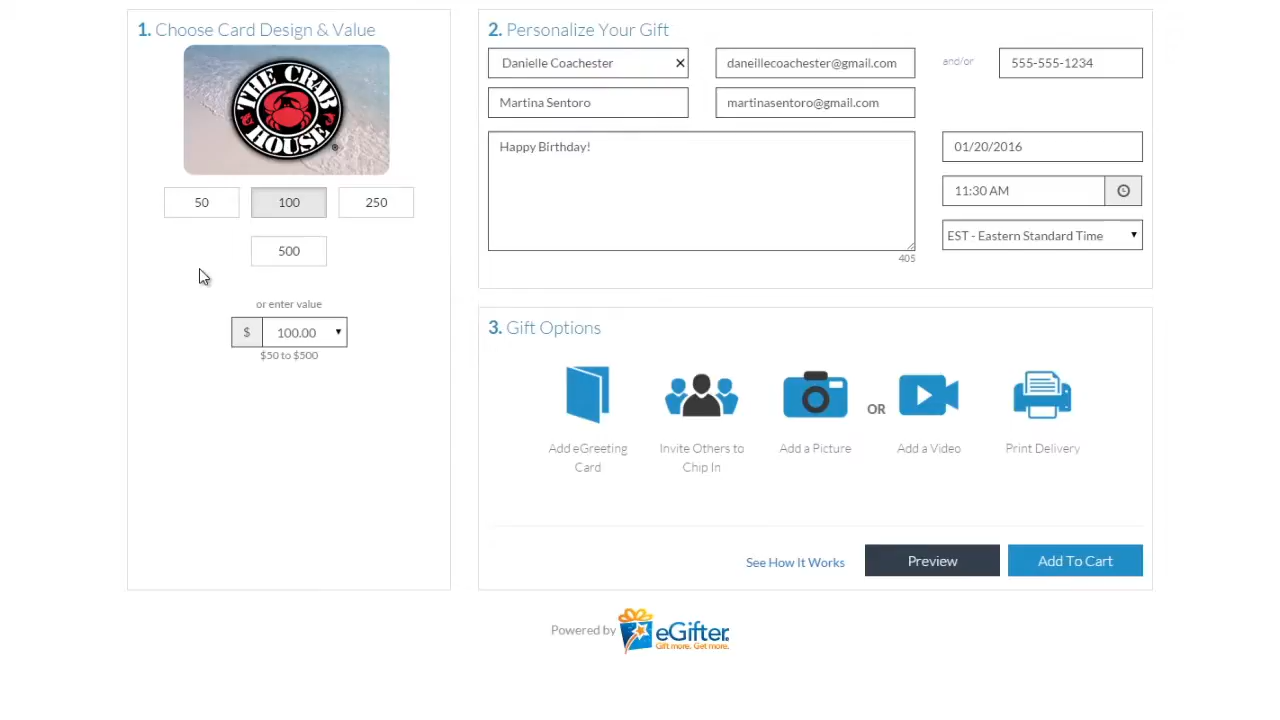 1. Choose Card Design & Value
THE CRAB
HOUSE
®
50
100
250
500
or enter value
$
100.00
$50 to $500
2. Personalize Your Gift
Danielle Coachester
daneillecoachester@gmail.com
and/or
555-555-1234
Martina Sentoro
martinasentoro@gmail.com
Happy Birthday!
405
01/20/2016
11:30 AM
EST - Eastern Standard Time
3. Gift Options
Add eGreeting
Card
Invite Others to
Chip In
Add a Picture
OR
Add a Video
Print Delivery
See How It Works
Preview
Add To Cart
Powered by
eGifter.
Gift more. Get more.